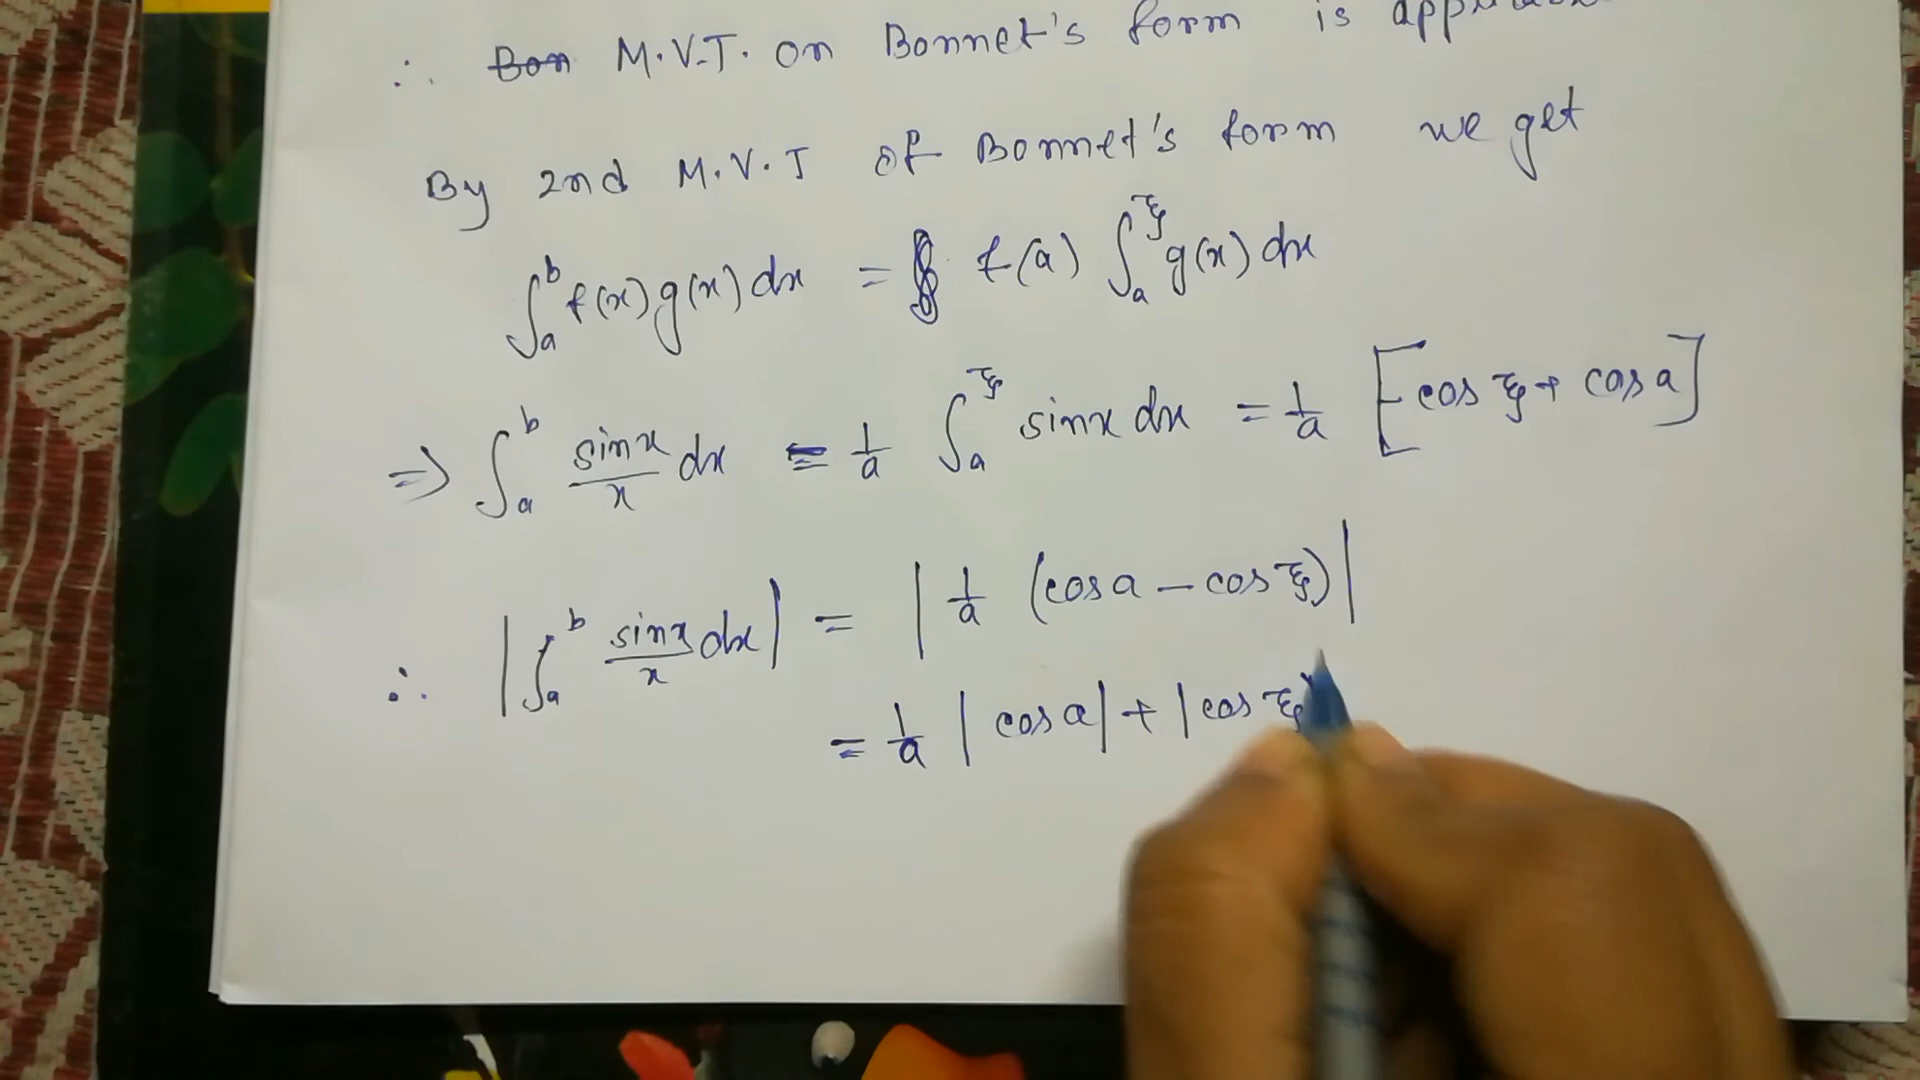 ∴ M.V.T. on Bonnet's form is
By 2nd M.V.T of Bonnet's form we get
∫_a^b f(x) g(x) dx = f(a) ∫_a^ξ g(x) dx
⇒ ∫_a^b sinx/x dx = 1/a ∫_a^ξ sinx dx = 1/a [-cos ξ + cos a]
∴ |∫_a^b sinx/x dx| = |1/a (cos a - cos ξ)|
= 1/a |cos a| + |cos ξ